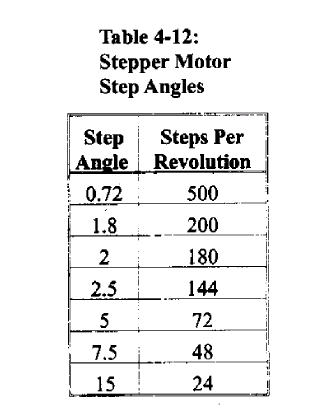 Table 4-12:
Stepper Motor
Step Angles
Step Steps Per
Angle Revolution
0.72 500
1.8 200
2 180
2.5 144
5 72
7.5 48
15 24